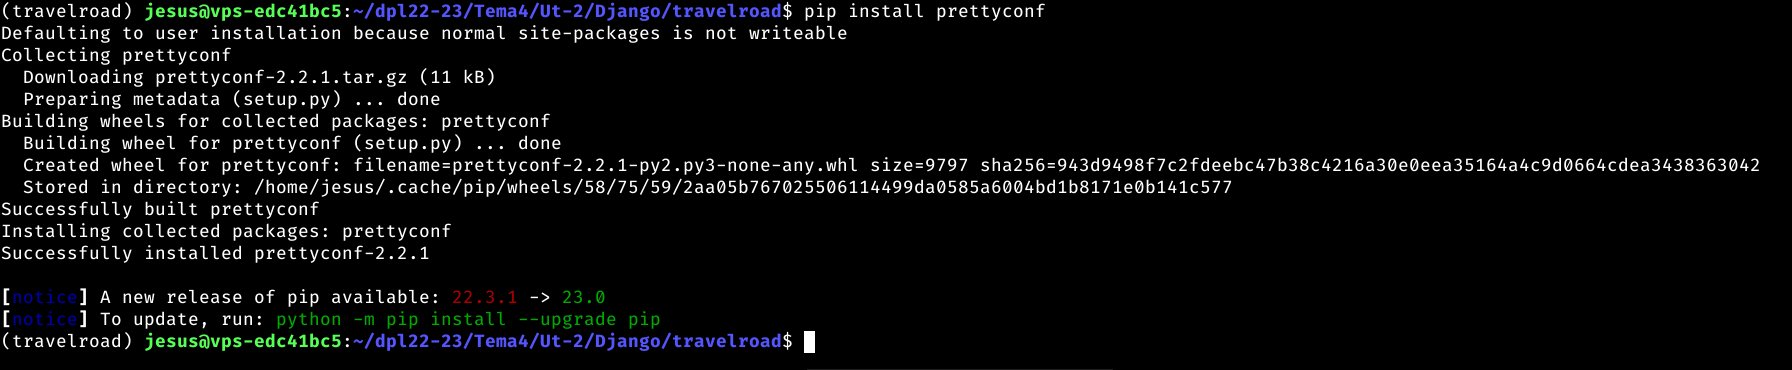 (travelroad) jesus@vps-edc41bc5:~/dpl22-23/Tema4/Ut-2/Django/travelroad$ pip install prettyconf
Defaulting to user installation because normal site-packages is not writeable
Collecting prettyconf
  Downloading prettyconf-2.2.1.tar.gz (11 kB)
  Preparing metadata (setup.py) ... done
Building wheels for collected packages: prettyconf
  Building wheel for prettyconf (setup.py) ... done
  Created wheel for prettyconf: filename=prettyconf-2.2.1-py2.py3-none-any.whl size=9797 sha256=943d9498f7c2fdeebc47b38c4216a30e0eea35164a4c9d0664cdea3438363042
  Stored in directory: /home/jesus/.cache/pip/wheels/58/75/59/2aa05b767025506114499da0585a6004bd1b8171e0b141c577
Successfully built prettyconf
Installing collected packages: prettyconf
Successfully installed prettyconf-2.2.1
[notice] A new release of pip available: 22.3.1 -> 23.0
[notice] To update, run: python -m pip install --upgrade pip
(travelroad) jesus@vps-edc41bc5:~/dpl22-23/Tema4/Ut-2/Django/travelroad$